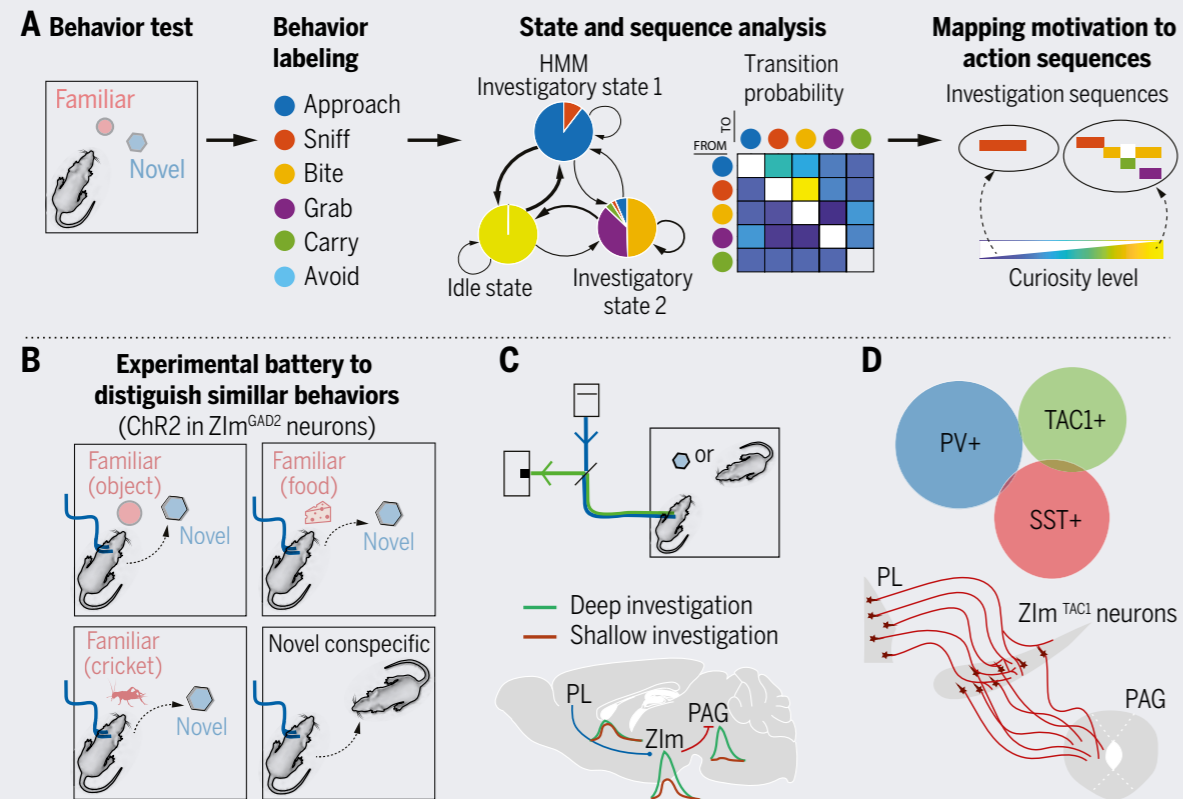 A Behavior test
Familiar
Novel
Behavior
labeling
Approach
Sniff
Bite
Grab
Carry
Avoid
State and sequence analysis
HMM
Investigatory state 1
Idle state
Investigatory
state 2
Transition
probability
TO
FROM
Mapping motivation to
action sequences
Investigation sequences
Curiosity level
B Experimental battery to
distiguish simillar behaviors
(ChR2 in ZIm^GAD2 neurons)
Familiar
(object)
Novel
Familiar
(food)
Novel
Familiar
(cricket)
Novel
Novel conspecific
C
or
Deep investigation
Shallow investigation
PL
ZIm
PAG
D
PV+
TAC1+
SST+
PL
ZIm ^TAC1 neurons
PAG